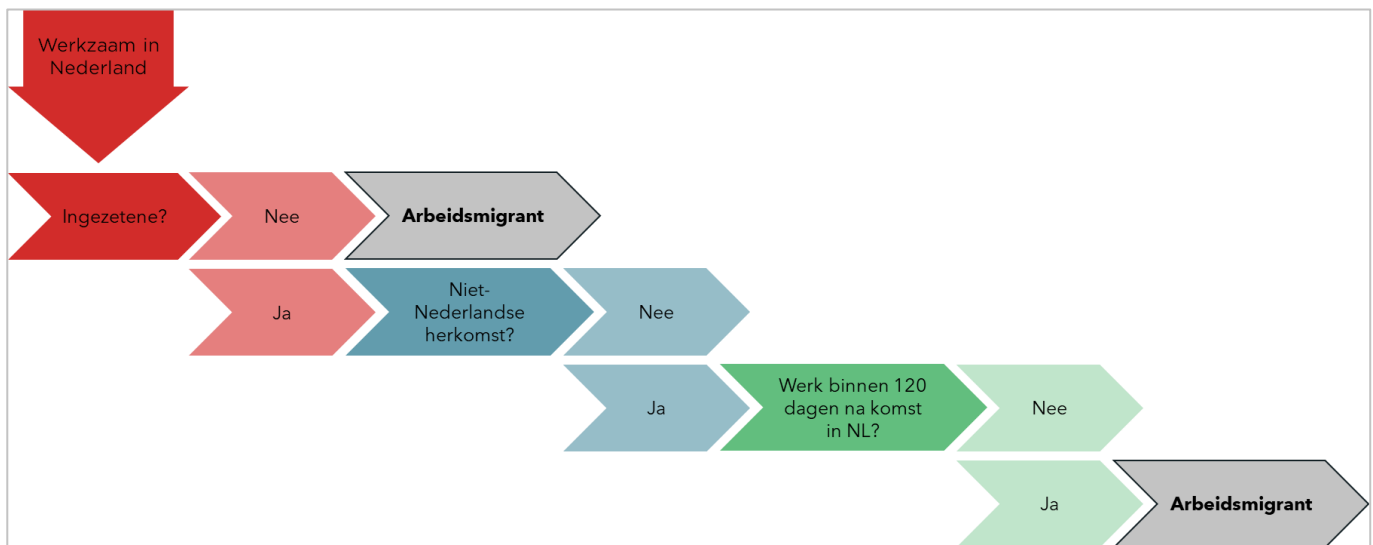 Werkzaam in
Nederland
Ingezetene?
Nee
Arbeidsmigrant
Ja
Niet-
Nederlandse
herkomst?
Nee
Ja
Werk binnen 120
dagen na komst
in NL?
Nee
Ja
Arbeidsmigrant